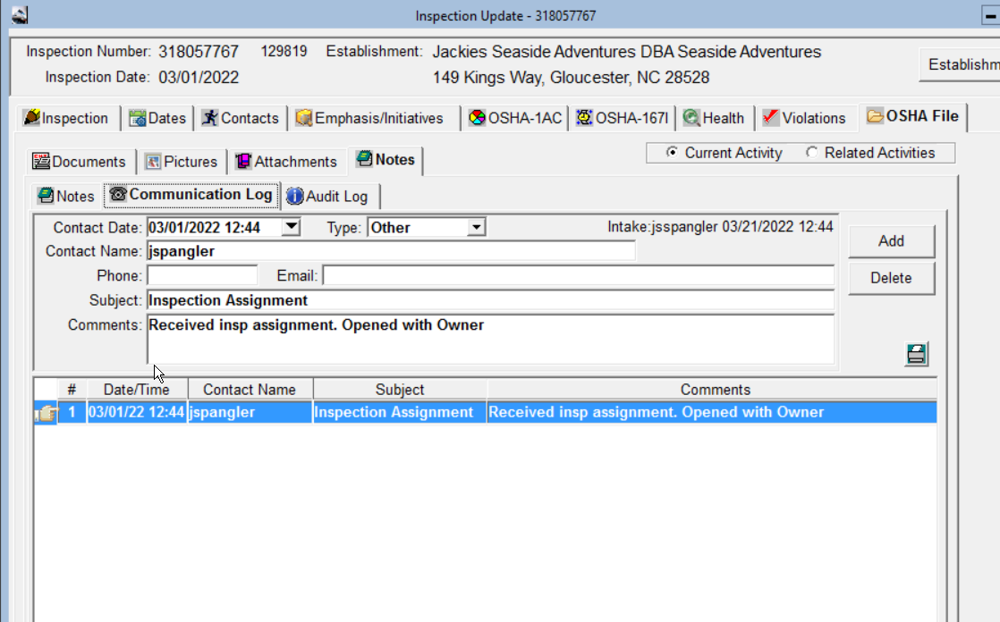 Inspection Update - 318057767
Inspection Number: 318057767 129819 Establishment: Jackies Seaside Adventures DBA Seaside Adventures
Establishm
Inspection Date: 03/01/2022 149 Kings Way, Gloucester, NC 28528
Inspection Dates Contacts Emphasis/Initiatives OSHA-1AC OSHA-167I Health Violations OSHA File
Documents Pictures Attachments Notes Current Activity Related Activities
Notes Communication Log Audit Log
Contact Date: 03/01/2022 12:44 Type: Other Intake:jsspangler 03/21/2022 12:44
Add
Contact Name: jspangler
Phone: Email:
Delete
Subject: Inspection Assignment
Comments: Received insp assignment. Opened with Owner
# Date/Time Contact Name Subject Comments
1 03/01/22 12:44 jspangler Inspection Assignment Received insp assignment. Opened with Owner